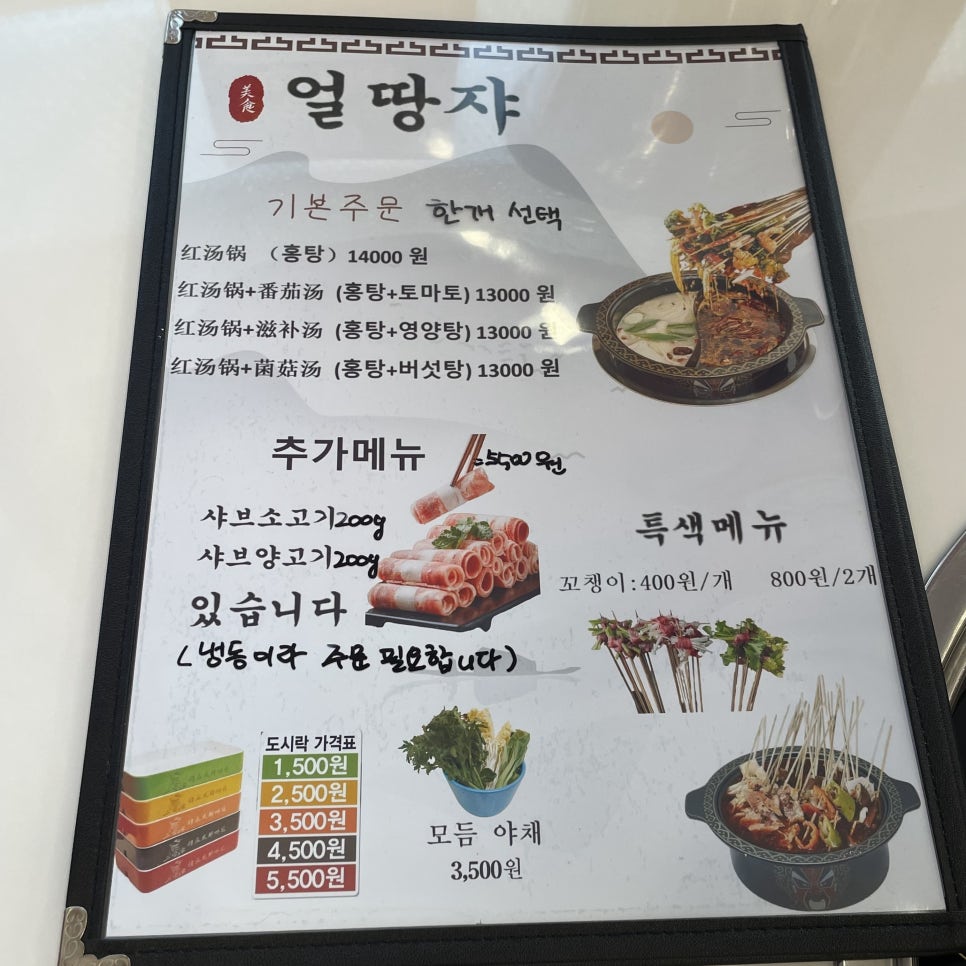 美食
얼땅쟈
기본주문 한개 선택
红汤锅 (홍탕) 14000 원
红汤锅+番茄汤 (홍탕+토마토) 13000 원
红汤锅+滋补汤 (홍탕+영양탕) 13000 원
红汤锅+菌菇汤 (홍탕+버섯탕) 13000 원
추가메뉴 5500원
샤브소고기200g
샤브양고기200g
있습니다
(냉동이라 주문 필요합니다)
특색메뉴
꼬챙이:400원/개 800원/2개
도시락 가격표
1,500원
2,500원
3,500원
4,500원
5,500원
모듬 야채
3,500원